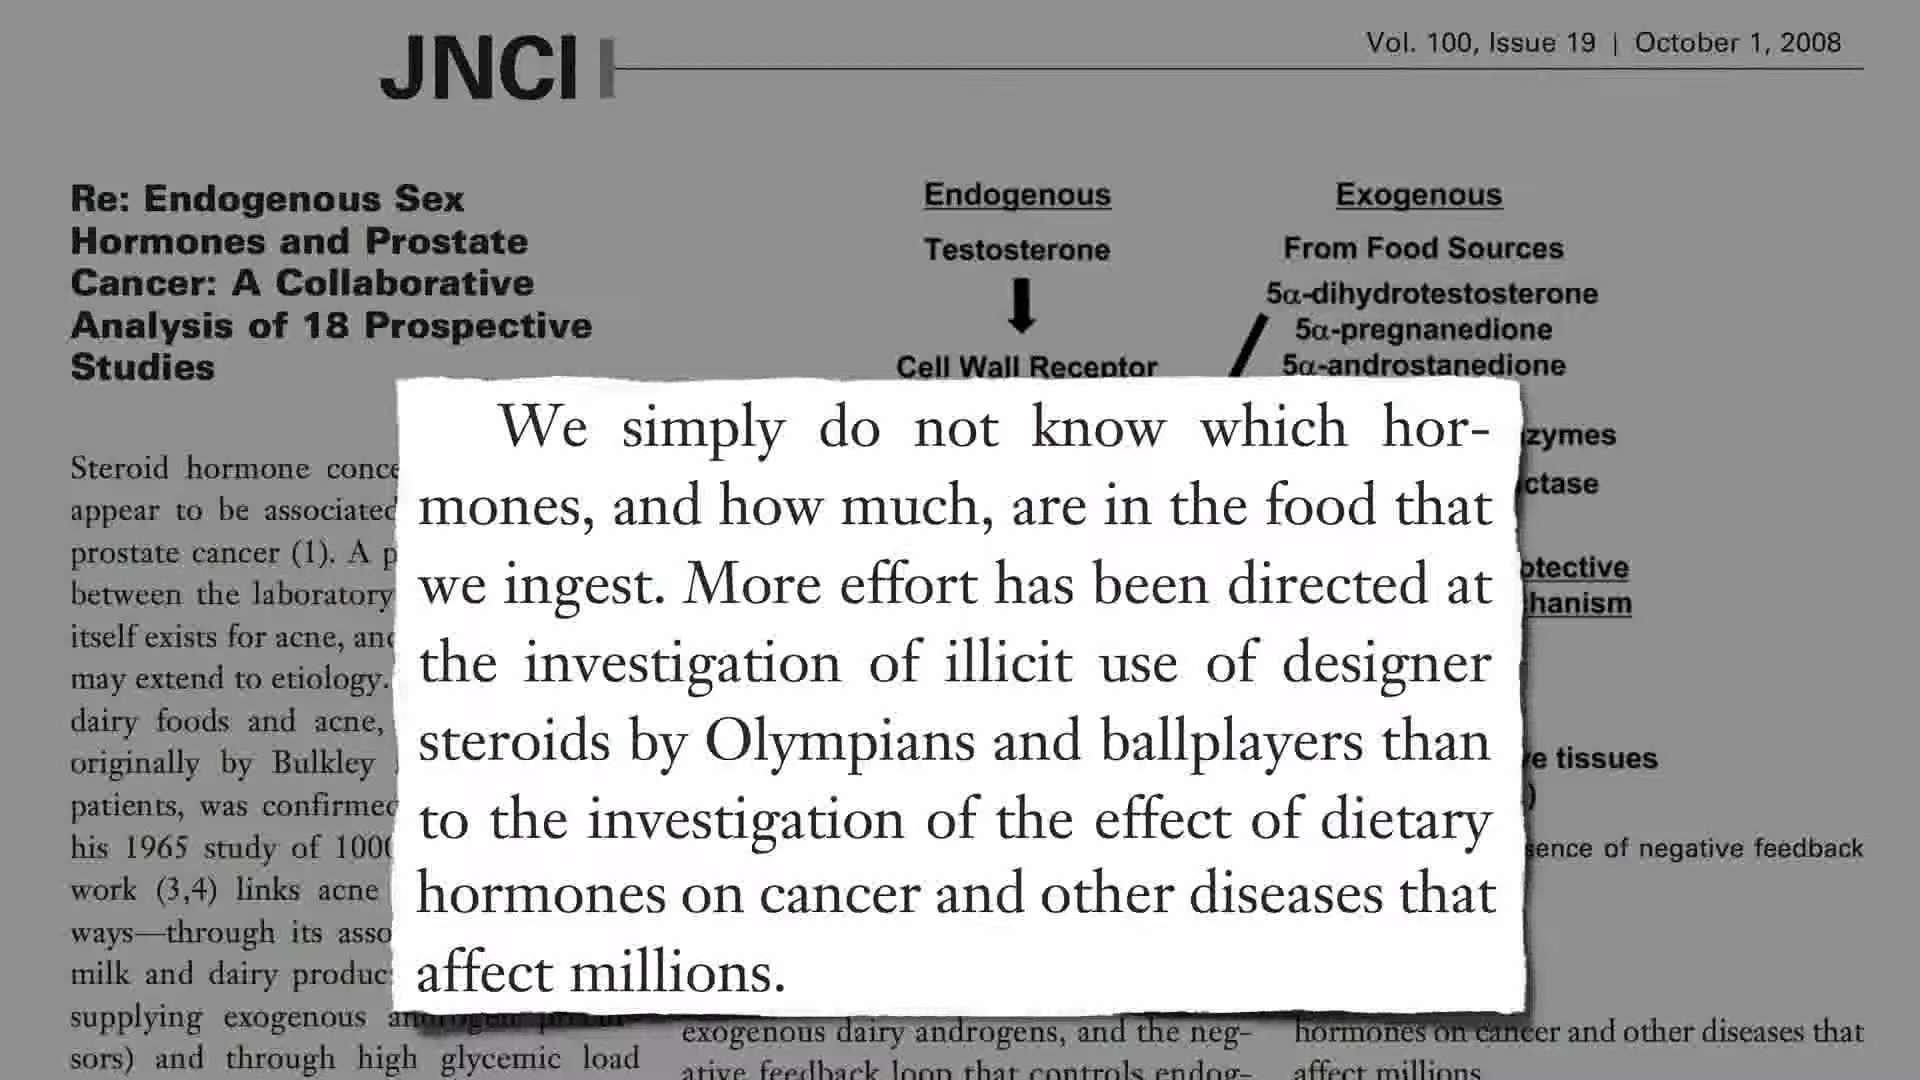 JNCI
Vol. 100, Issue 19 | October 1, 2008
Re: Endogenous Sex
Hormones and Prostate
Cancer: A Collaborative
Analysis of 18 Prospective
Studies
Steroid hormone conce
appear to be associated
prostate cancer (1). A p
between the laboratory
itself exists for acne, and
may extend to etiology.
dairy foods and acne,
originally by Bulkley
patients, was confirmed
his 1965 study of 1000
work (3,4) links acne
ways—through its asso
milk and dairy produc
supplying exogenous
sors) and through high glycemic load
Endogenous
Testosterone
Cell Wall Receptor
Exogenous
From Food Sources
5α-dihydrotestosterone
5α-pregnanedione
5α-androstanedione
zymes
ctase
otective
hanism
e tissues
)
sence of negative feedback
We simply do not know which hor-
mones, and how much, are in the food that
we ingest. More effort has been directed at
the investigation of illicit use of designer
steroids by Olympians and ballplayers than
to the investigation of the effect of dietary
hormones on cancer and other diseases that
affect millions.
exogenous dairy androgens, and the neg-
ative feedback loop that controls endog-
hormones on cancer and other diseases that
affect millions.